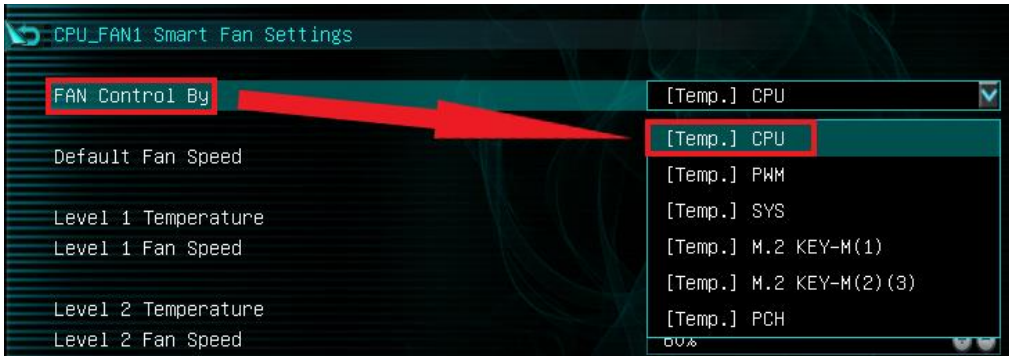 CPU_FAN1 Smart Fan Settings
FAN Control By
[Temp.] CPU
[Temp.] CPU
Default Fan Speed
[Temp.] PWM
[Temp.] SYS
Level 1 Temperature
Level 1 Fan Speed
[Temp.] M.2 KEY-M(1)
[Temp.] M.2 KEY-M(2)(3)
Level 2 Temperature
[Temp.] PCH
Level 2 Fan Speed
60%